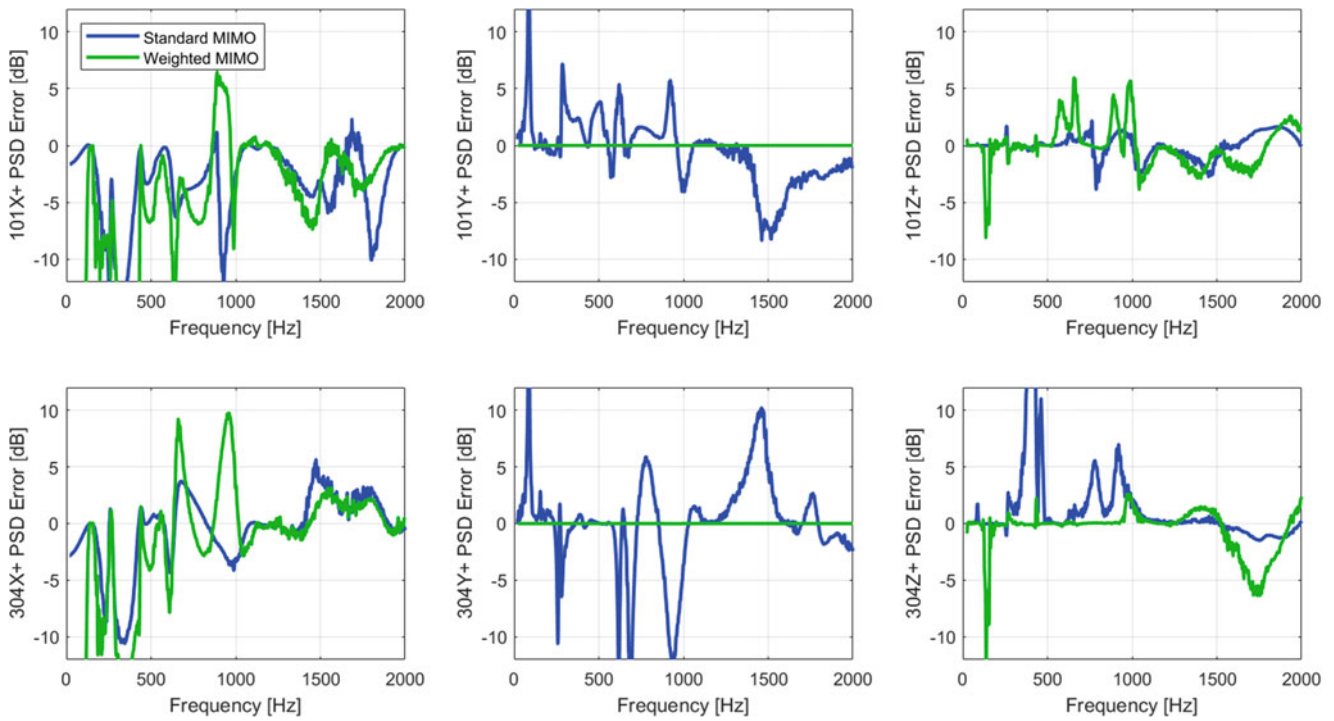 Standard MIMO
Weighted MIMO
101X+ PSD Error [dB]
10
5
0
-5
-10
0 500 1000 1500 2000
Frequency [Hz]
101Y+ PSD Error [dB]
10
5
0
-5
-10
0 500 1000 1500 2000
Frequency [Hz]
101Z+ PSD Error [dB]
10
5
0
-5
-10
0 500 1000 1500 2000
Frequency [Hz]
304X+ PSD Error [dB]
10
5
0
-5
-10
0 500 1000 1500 2000
Frequency [Hz]
304Y+ PSD Error [dB]
10
5
0
-5
-10
0 500 1000 1500 2000
Frequency [Hz]
304Z+ PSD Error [dB]
10
5
0
-5
-10
0 500 1000 1500 2000
Frequency [Hz]